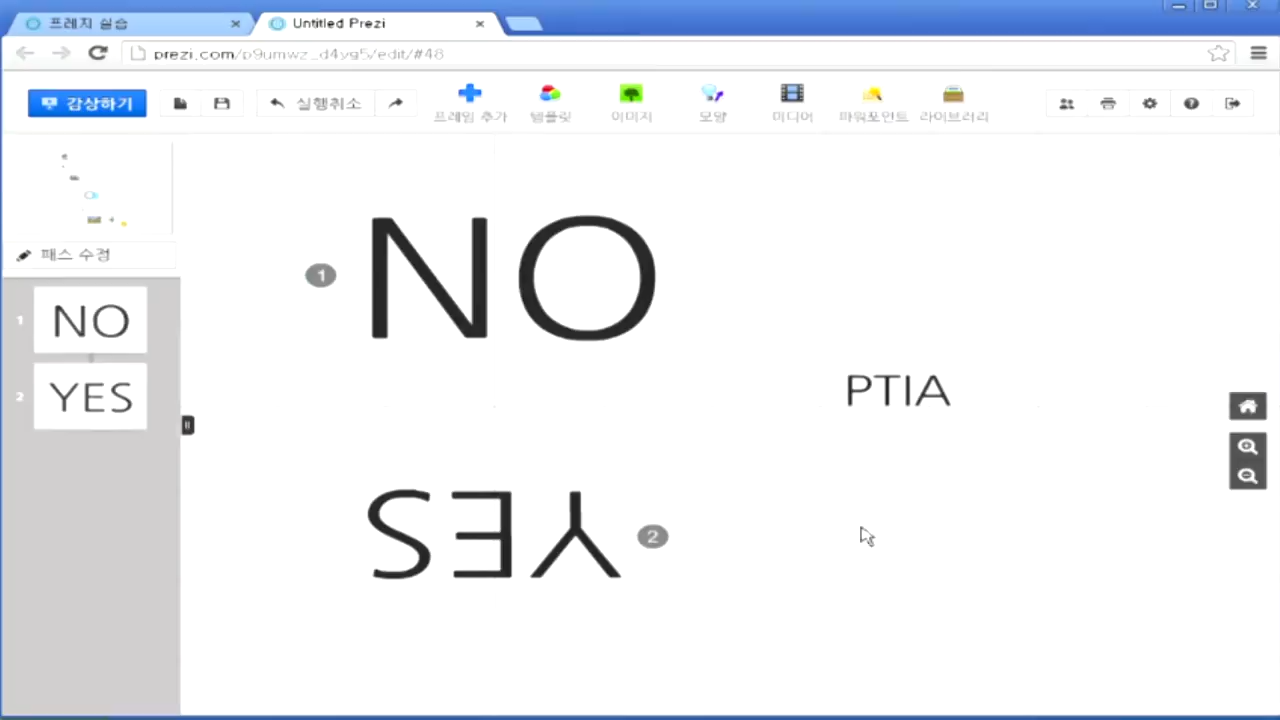 프레지 실습
Untitled Prezi
prezi.com/p9umwz_d4yg5/edit/#48
감상하기
실행취소
프레임 추가
템플릿
이미지
모양
미디어
파워포인트
라이브러리
패스 수정
1
NO
2
YES
1
NO
PTIA
YES
2